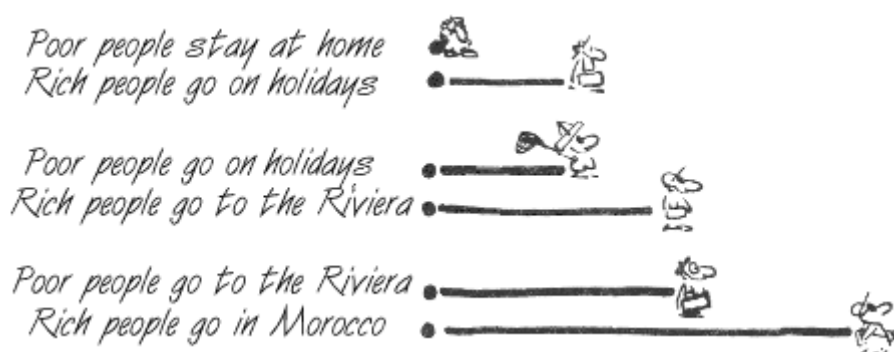 Poor people stay at home
Rich people go on holidays
Poor people go on holidays
Rich people go to the Riviera
Poor people go to the Riviera
Rich people go in Morocco